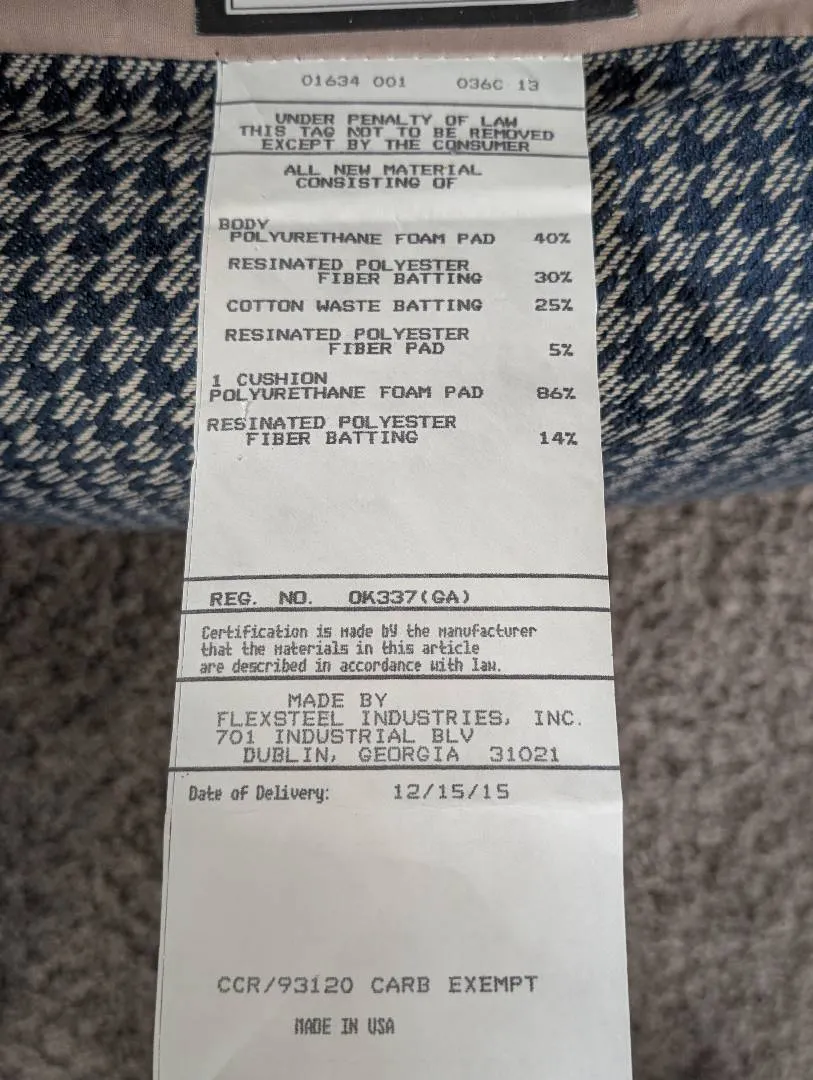 01634 001 036C 13
UNDER PENALTY OF LAW
THIS TAG NOT TO BE REMOVED
EXCEPT BY THE CONSUMER
ALL NEW MATERIAL
CONSISTING OF
BODY
POLYURETHANE FOAM PAD 40%
RESINATED POLYESTER
FIBER BATTING 30%
COTTON WASTE BATTING 25%
RESINATED POLYESTER
FIBER PAD 5%
1 CUSHION
POLYURETHANE FOAM PAD 86%
RESINATED POLYESTER
FIBER BATTING 14%
REG. NO. OK337(GA)
Certification is made by the manufacturer
that the materials in this article
are described in accordance with law.
MADE BY
FLEXSTEEL INDUSTRIES, INC.
701 INDUSTRIAL BLV
DUBLIN, GEORGIA 31021
Date of Delivery: 12/15/15
CCR/93120 CARB EXEMPT
MADE IN USA